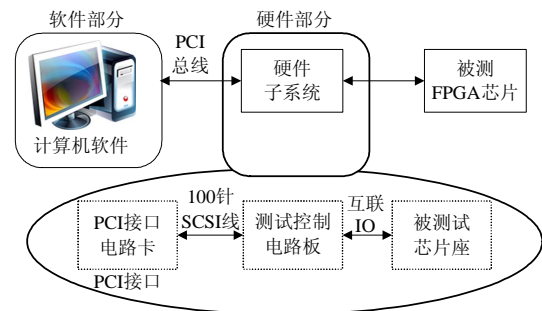 软件部分
硬件部分
PCI
总线
硬件
子系统
被测
FPGA芯片
计算机软件
100针
SCSI线
互联
IO
PCI接口
电路卡
测试控制
电路板
被测试
芯片座
PCI接口